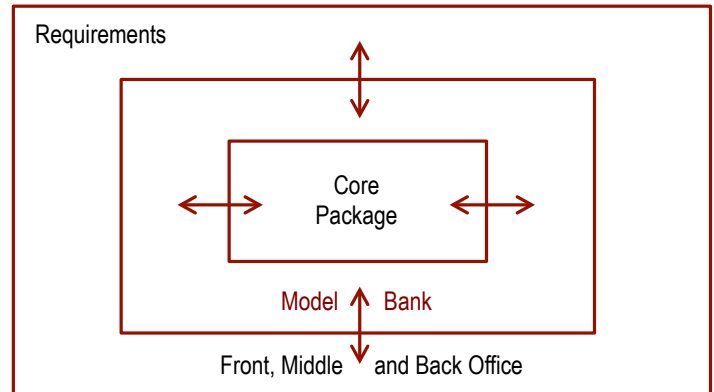 Requirements
Core
Package
Model Bank
Front, Middle and Back Office